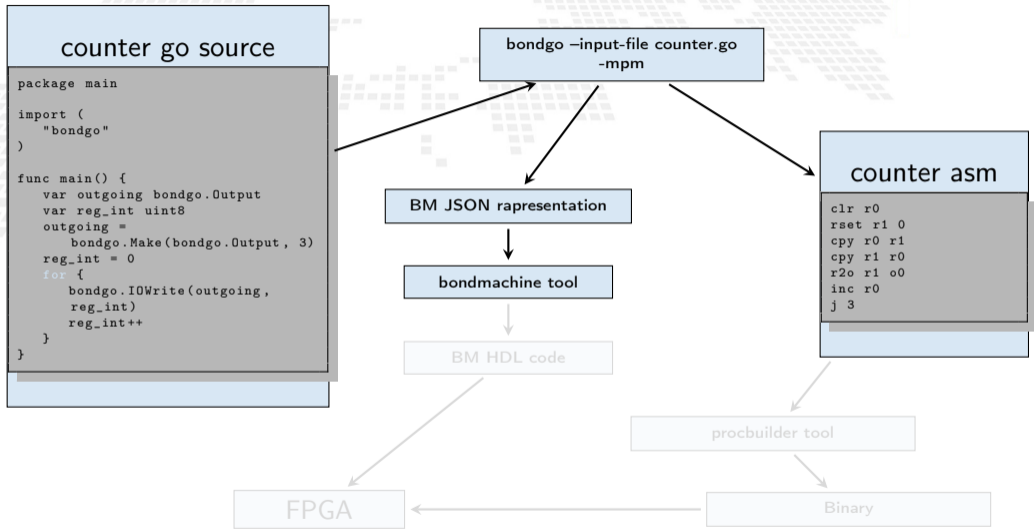 counter go source
package main
import (
"bondgo"
)
func main() {
var outgoing bondgo.Output
var reg_int uint8
outgoing =
bondgo.Make(bondgo.Output, 3)
reg_int = 0
for {
bondgo.IOWrite(outgoing,
reg_int)
reg_int++
}
}
bondgo –input-file counter.go
-mpm
BM JSON rapresentation
bondmachine tool
BM HDL code
FPGA
counter asm
clr r0
rset r1 0
cpy r0 r1
cpy r1 r0
r2o r1 o0
inc r0
j 3
procbuilder tool
Binary